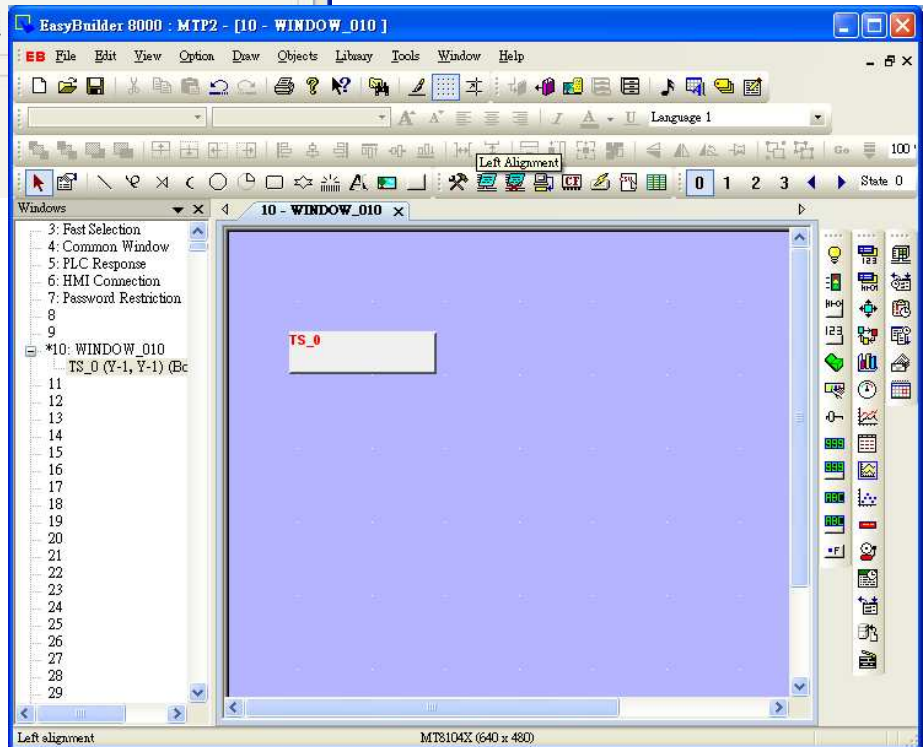 EasyBuilder 8000 : MTP2 - [10 - WINDOW_010 ]
EB File Edit View Option Draw Objects Library Tools Window Help
A A I A U Language 1
Go 100
Left Alignment
A CF 0 1 2 3 State 0
Windows
10 - WINDOW_010
3: Fast Selection
4: Common Window
5: PLC Response
6: HMI Connection
7: Password Restriction
8
9
*10: WINDOW_010
TS_0 (Y-1, Y-1) (Bo
11
12
13
14
15
16
17
18
19
20
21
22
23
24
25
26
27
28
29
TS_0
Left alignment
MT8104X (640 x 480)